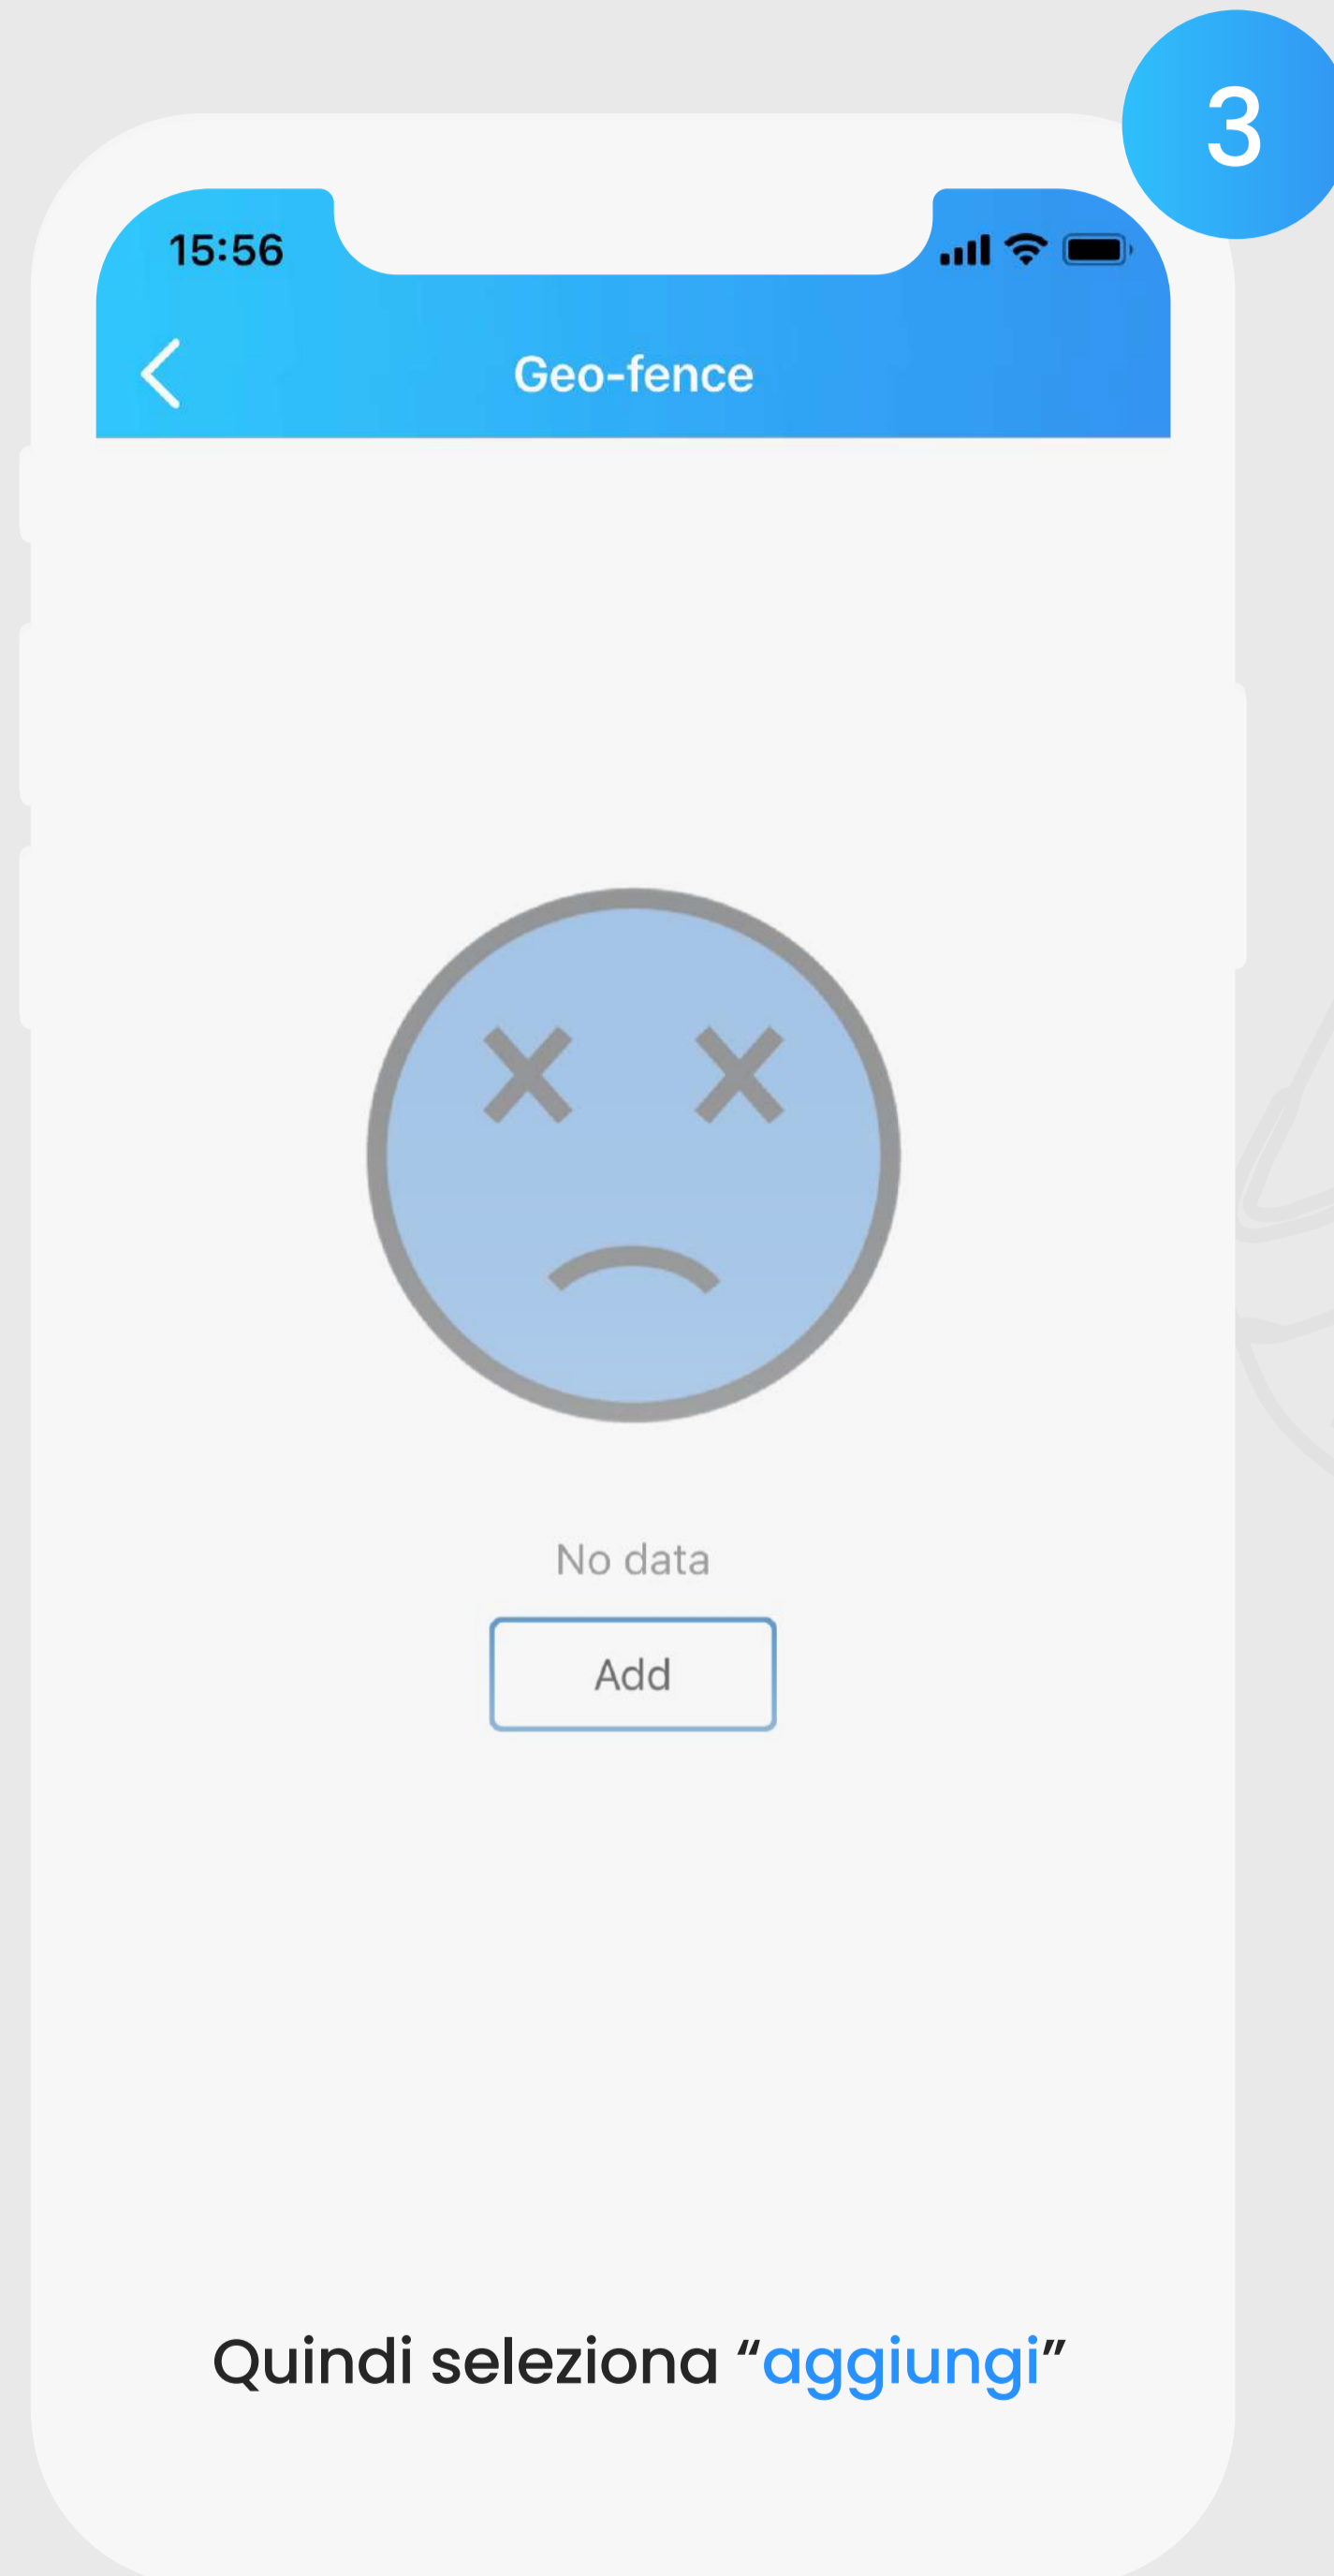 3
15:56
Geo-fence
No data
Add
Quindi seleziona “aggiungi”